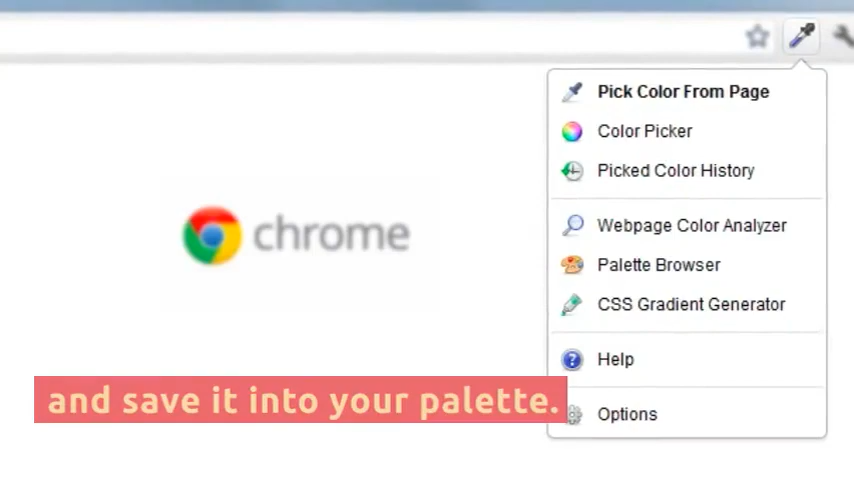 Pick Color From Page
Color Picker
Picked Color History
chrome
Webpage Color Analyzer
Palette Browser
CSS Gradient Generator
Help
and save it into your palette.
Options